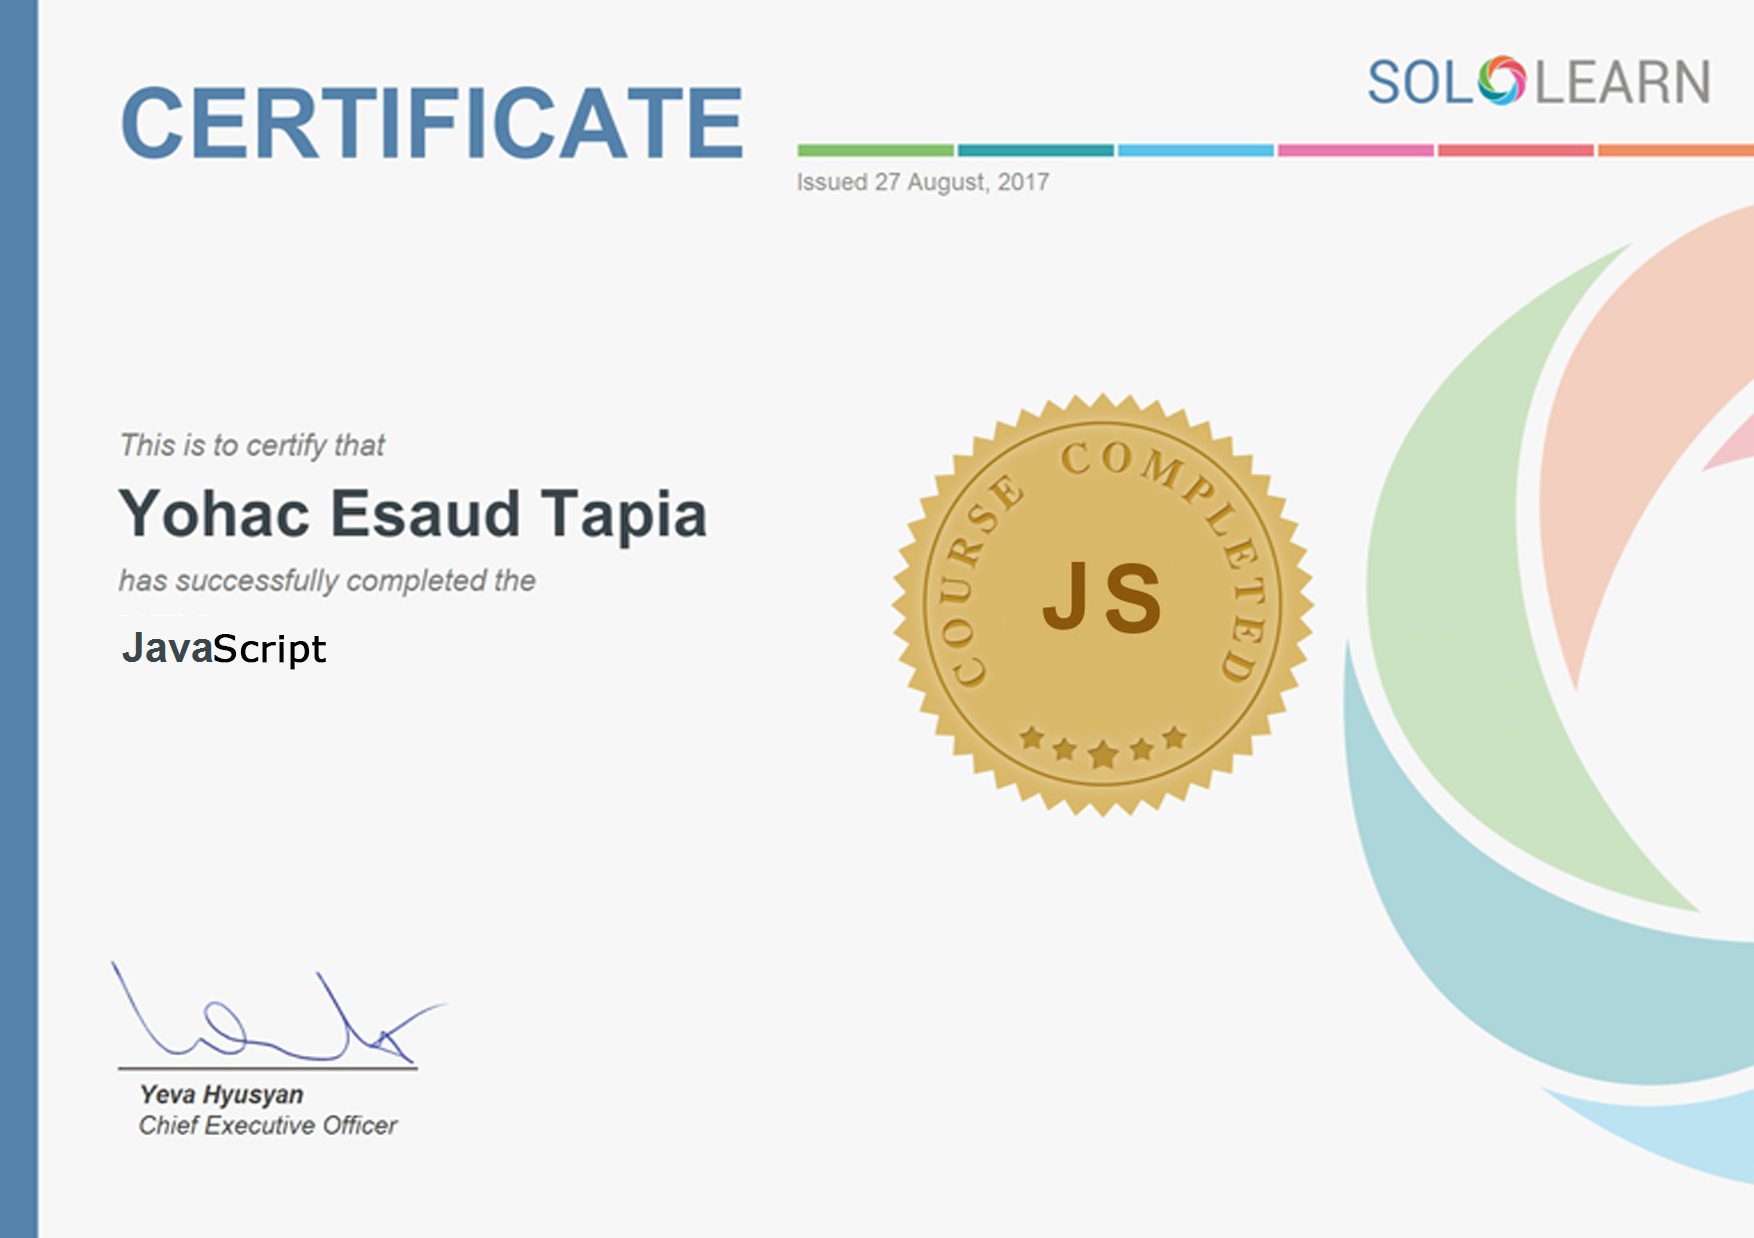 SOLOLEARN
CERTIFICATE
Issued 27 August, 2017
This is to certify that
Yohac Esaud Tapia
has successfully completed the
JavaScript
COURSE COMPLETED
JS
Yeva Hyusyan
Chief Executive Officer